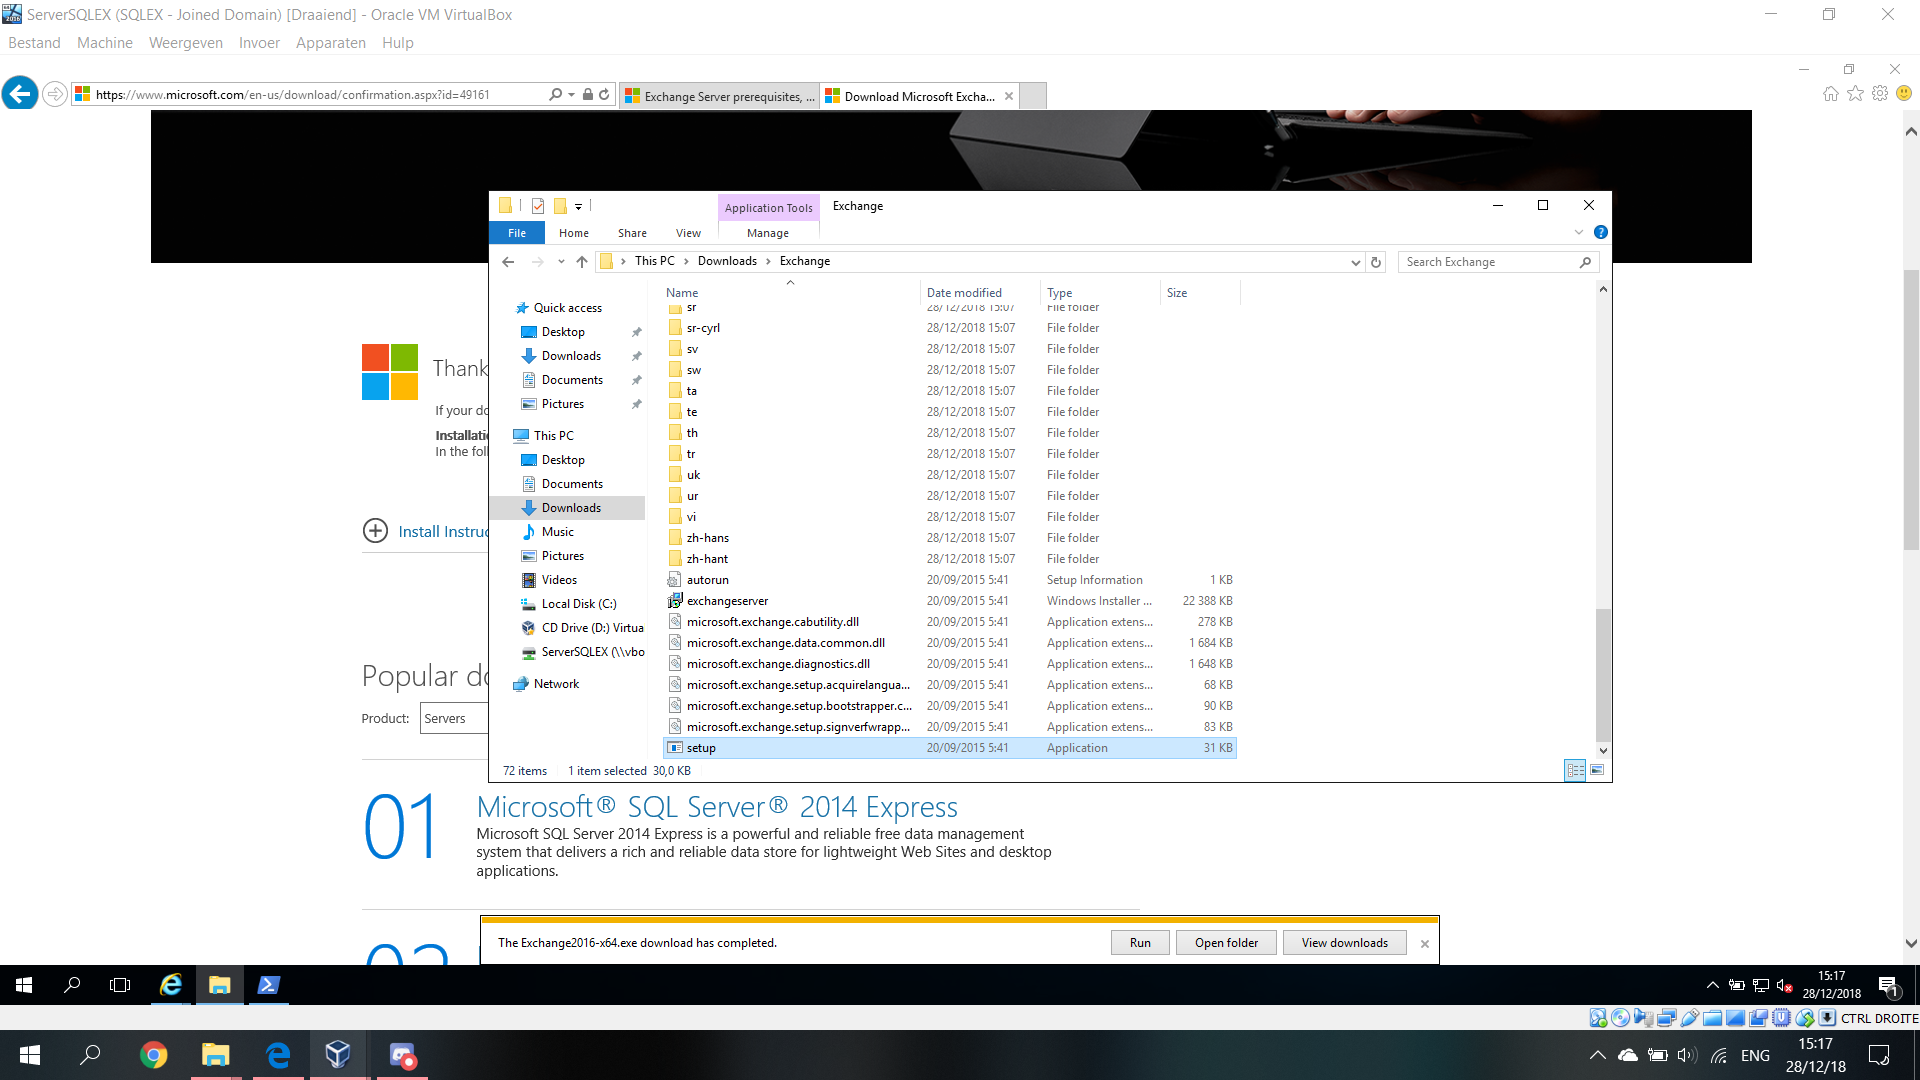 ServerSQLEX (SQLEX - Joined Domain) [Draaiend] - Oracle VM VirtualBox
Bestand Machine Weergeven Invoer Apparaten Hulp
https://www.microsoft.com/en-us/download/confirmation.aspx?id=49161
Exchange Server prerequisites, ...
Download Microsoft Excha...
Application Tools
Exchange
File Home Share View Manage
This PC Downloads Exchange
Search Exchange
Quick access
Desktop
Downloads
Documents
Pictures
This PC
Desktop
Documents
Downloads
Music
Pictures
Videos
Local Disk (C:)
CD Drive (D:) Virtua
ServerSQLEX (\\vbo
Network
Name Date modified Type Size
sr 28/12/2018 15:07 File folder
sr-cyrl 28/12/2018 15:07 File folder
sv 28/12/2018 15:07 File folder
sw 28/12/2018 15:07 File folder
ta 28/12/2018 15:07 File folder
te 28/12/2018 15:07 File folder
th 28/12/2018 15:07 File folder
tr 28/12/2018 15:07 File folder
uk 28/12/2018 15:07 File folder
ur 28/12/2018 15:07 File folder
vi 28/12/2018 15:07 File folder
zh-hans 28/12/2018 15:07 File folder
zh-hant 28/12/2018 15:07 File folder
autorun 20/09/2015 5:41 Setup Information 1 KB
exchangeserver 20/09/2015 5:41 Windows Installer ... 22 388 KB
microsoft.exchange.cabutility.dll 20/09/2015 5:41 Application extens... 278 KB
microsoft.exchange.data.common.dll 20/09/2015 5:41 Application extens... 1 684 KB
microsoft.exchange.diagnostics.dll 20/09/2015 5:41 Application extens... 1 648 KB
microsoft.exchange.setup.acquirelangua... 20/09/2015 5:41 Application extens... 68 KB
microsoft.exchange.setup.bootstrapper.c... 20/09/2015 5:41 Application extens... 90 KB
microsoft.exchange.setup.signverfwrapp... 20/09/2015 5:41 Application extens... 83 KB
setup 20/09/2015 5:41 Application 31 KB
72 items 1 item selected 30,0 KB
Thank
If your do
Installatio
In the foll
Install Instruc
Popular do
Product: Servers
01
Microsoft® SQL Server® 2014 Express
Microsoft SQL Server 2014 Express is a powerful and reliable free data management
system that delivers a rich and reliable data store for lightweight Web Sites and desktop
applications.
02
The Exchange2016-x64.exe download has completed.
Run Open folder View downloads
15:17
28/12/2018
1
CTRL DROITE
ENG
15:17
28/12/18